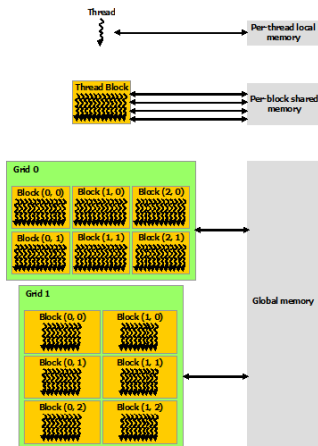 Thread
Per-thread local
memory
Thread Block
Per-block shared
memory
Grid 0
Block (0, 0) Block (1, 0) Block (2, 0)
Block (0, 1) Block (1, 1) Block (2, 1)
Global memory
Grid 1
Block (0, 0) Block (1, 0)
Block (0, 1) Block (1, 1)
Block (0, 2) Block (1, 2)